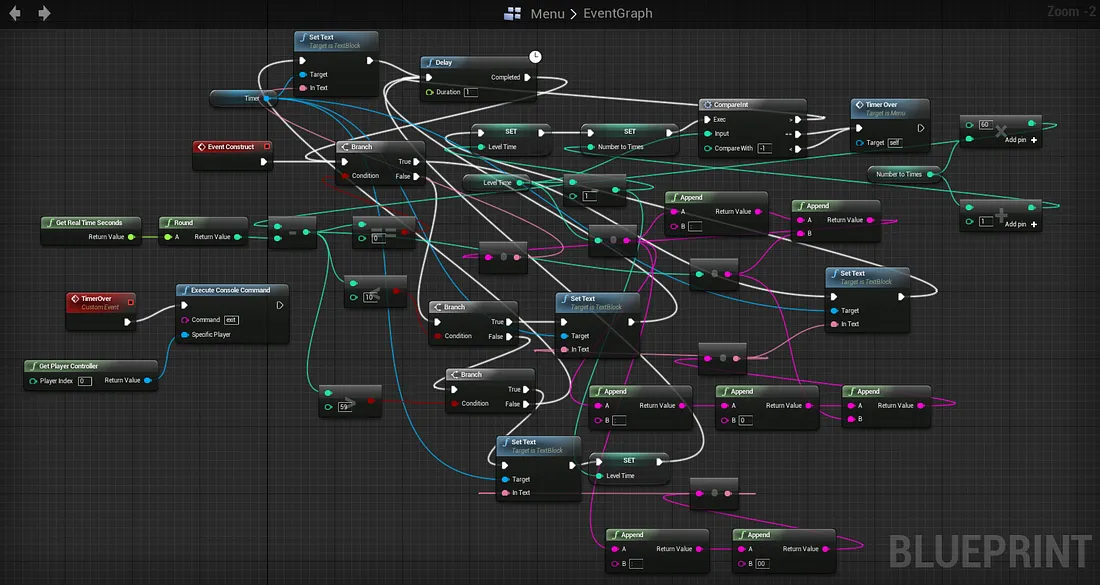 Menu > EventGraph
Zoom -2
Set Text
Target is TextBlock
Target
In Text
Delay
Completed
Duration 1
Timer
CompareInt
Exec >
Input ==
Compare With -1 <
Timer Over
Target is Menu
Target self
60
Add pin +
SET
Level Time
SET
Number to Times
Event Construct
Branch
True
Condition False
Level Time
1
Number to Times
Append
A Return Value
B :
Append
A Return Value
B
1
Add pin +
Get Real Time Seconds
Return Value
Round
A Return Value
0
Set Text
Target is TextBlock
Target
In Text
TimerOver
Custom Event
Execute Console Command
Command exit
Specific Player
10
Branch
True
Condition False
Set Text
Target is TextBlock
Target
In Text
Get Player Controller
Player Index 0 Return Value
59
Branch
True
Condition False
Append
A Return Value
B :
Append
A Return Value
B 0
Append
A Return Value
B
Set Text
Target is TextBlock
Target
In Text
SET
Level Time
Append
A Return Value
B :
Append
A Return Value
B 00
BLUEPRINT